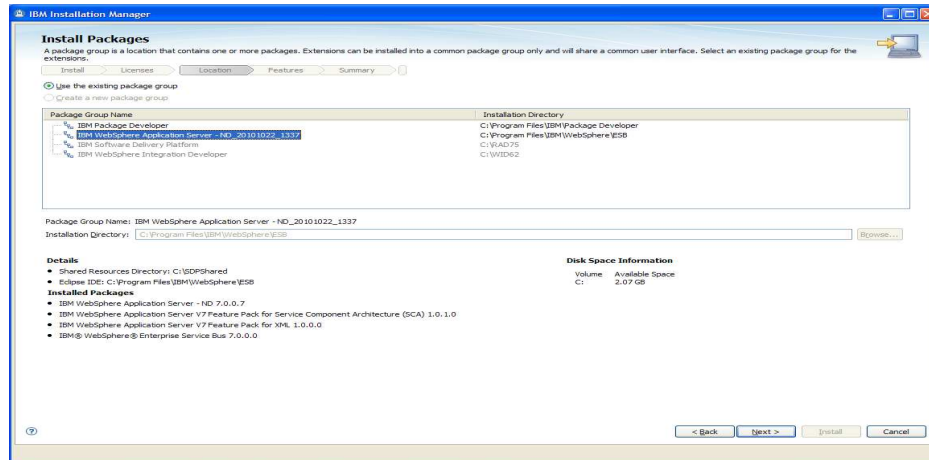 IBM Installation Manager
Install Packages
A package group is a location that contains one or more packages. Extensions can be installed into a common package group only and will share a common user interface. Select an existing package group for the
extensions.
Install Licenses Location Features Summary
Use the existing package group
Create a new package group
Package Group Name Installation Directory
IBM Package Developer C:\Program Files\IBM\Package Developer
IBM WebSphere Application Server - ND_20101022_1337 C:\Program Files\IBM\WebSphere\ESB
IBM Software Delivery Platform C:\RAD75
IBM WebSphere Integration Developer C:\WID62
Package Group Name: IBM WebSphere Application Server - ND_20101022_1337
Installation Directory: C:\Program Files\IBM\WebSphere\ESB Browse...
Details Disk Space Information
• Shared Resources Directory: C:\SDPShared Volume Available Space
• Eclipse IDE: C:\Program Files\IBM\WebSphere\ESB C: 2.07 GB
Installed Packages
• IBM WebSphere Application Server - ND 7.0.0.7
• IBM WebSphere Application Server V7 Feature Pack for Service Component Architecture (SCA) 1.0.1.0
• IBM WebSphere Application Server V7 Feature Pack for XML 1.0.0.0
• IBM® WebSphere® Enterprise Service Bus 7.0.0.0
? < Back Next > Install Cancel